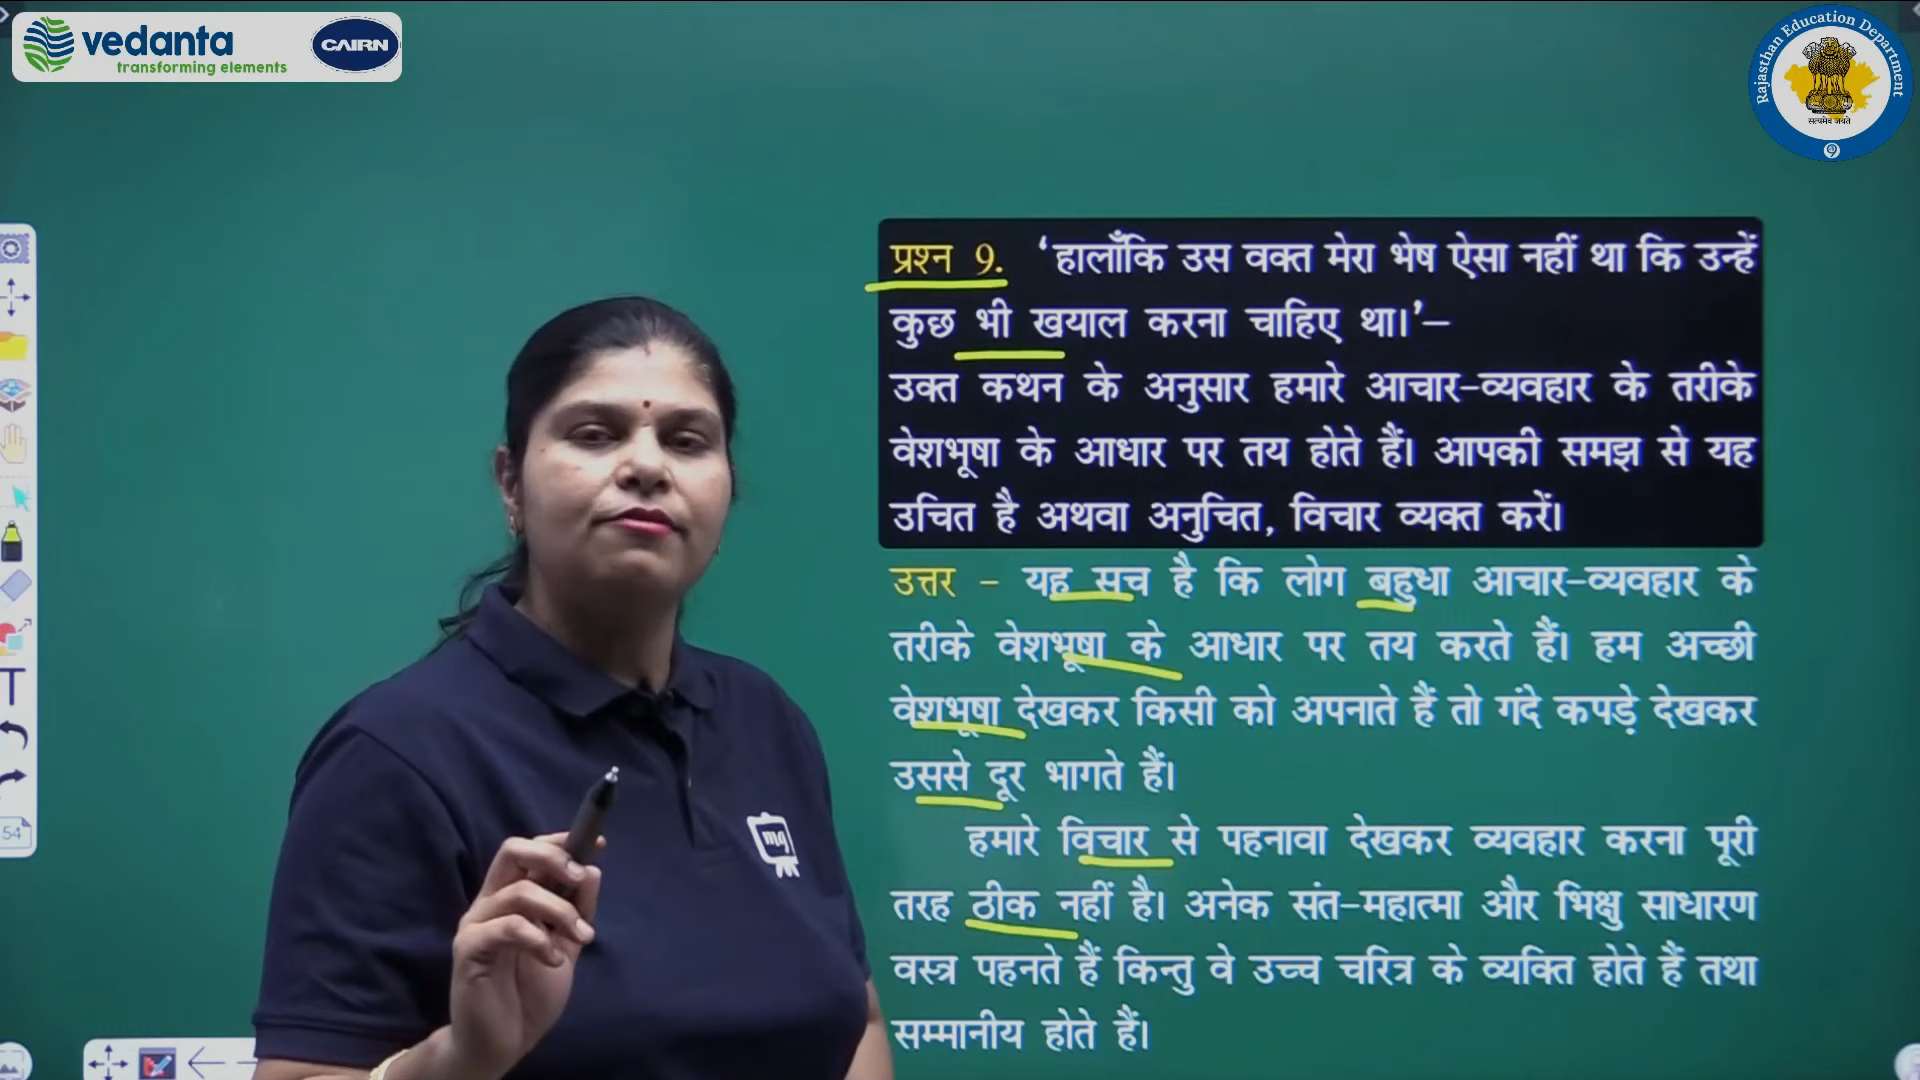 vedanta
transforming elements
CAIRN
Rajasthan Education Department
सत्यमेव जयते
प्रश्न 9. ‘हालाँकि उस वक्त मेरा भेष ऐसा नहीं था कि उन्हें
कुछ भी खयाल करना चाहिए था।’–
उक्त कथन के अनुसार हमारे आचार-व्यवहार के तरीके
वेशभूषा के आधार पर तय होते हैं। आपकी समझ से यह
उचित है अथवा अनुचित, विचार व्यक्त करें।
उत्तर - यह सच है कि लोग बहुधा आचार-व्यवहार के
तरीके वेशभूषा के आधार पर तय करते हैं। हम अच्छी
वेशभूषा देखकर किसी को अपनाते हैं तो गंदे कपड़े देखकर
उससे दूर भागते हैं।
हमारे विचार से पहनावा देखकर व्यवहार करना पूरी
तरह ठीक नहीं है। अनेक संत-महात्मा और भिक्षु साधारण
वस्त्र पहनते हैं किन्तु वे उच्च चरित्र के व्यक्ति होते हैं तथा
सम्मानीय होते हैं।
mg
T
54